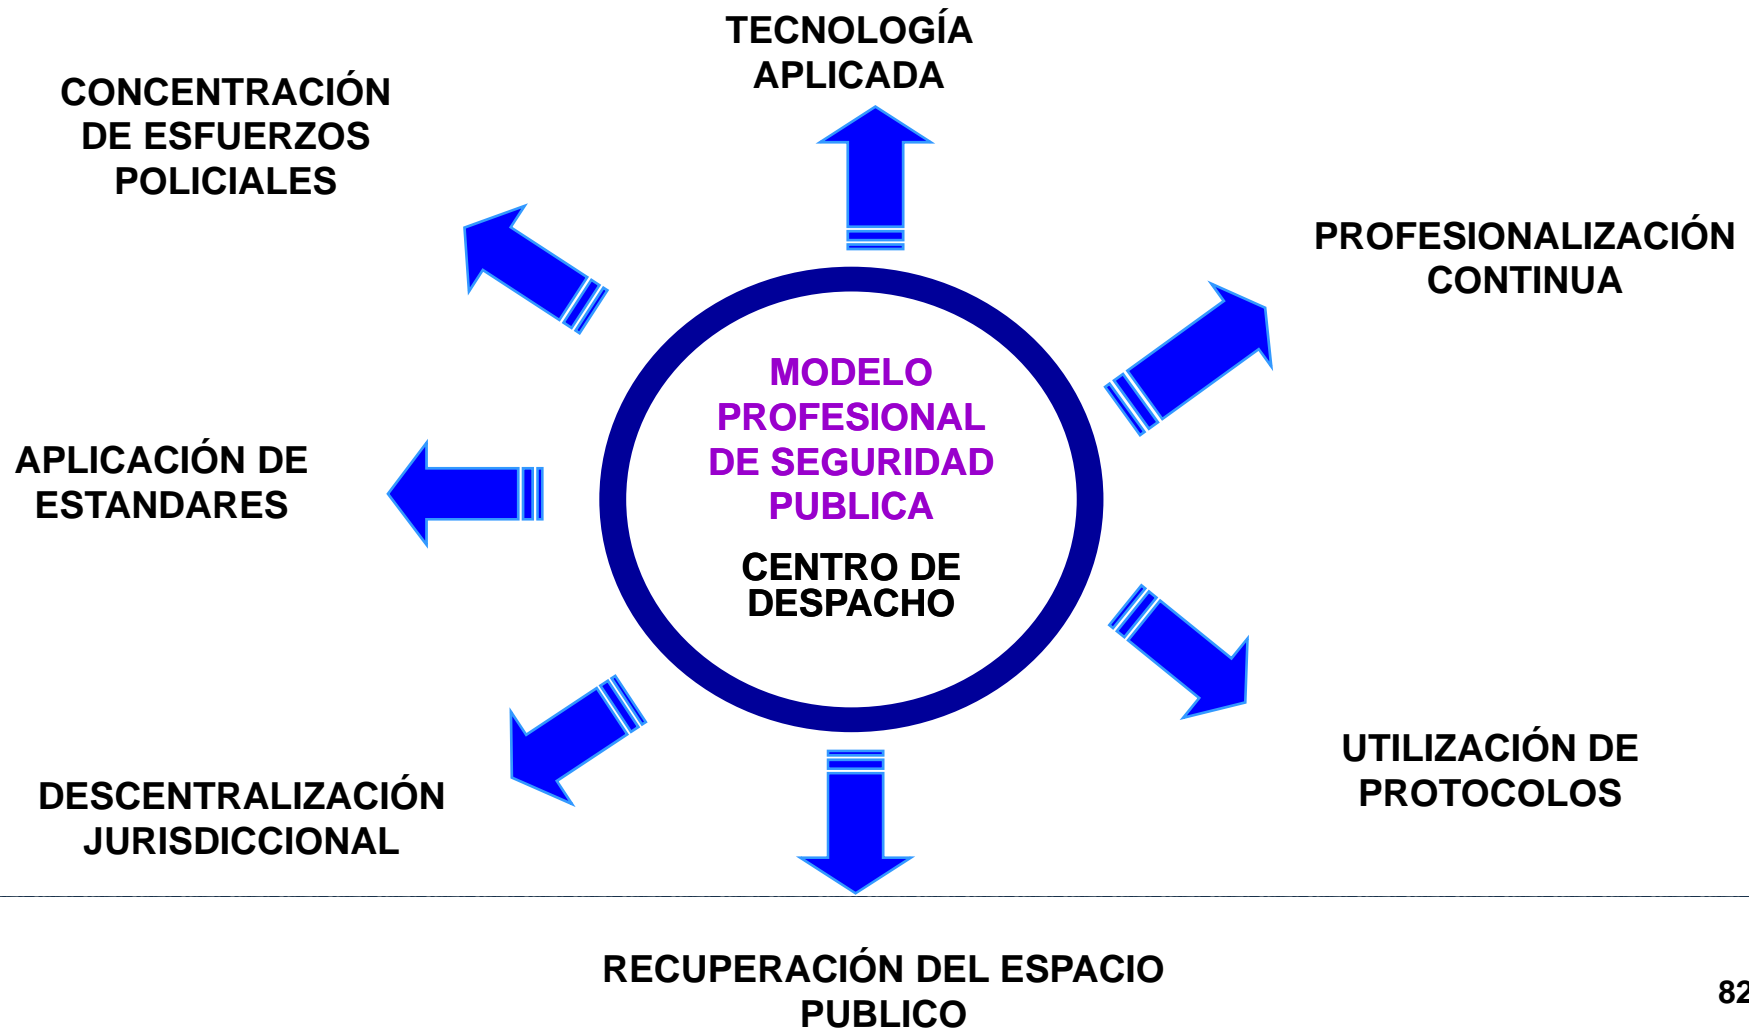 TECNOLOGÍA
APLICADA
CONCENTRACIÓN
DE ESFUERZOS
POLICIALES
PROFESIONALIZACIÓN
CONTINUA
MODELO
PROFESIONAL
DE SEGURIDAD
PUBLICA
CENTRO DE
DESPACHO
APLICACIÓN DE
ESTANDARES
UTILIZACIÓN DE
PROTOCOLOS
DESCENTRALIZACIÓN
JURISDICCIONAL
RECUPERACIÓN DEL ESPACIO
PUBLICO
82